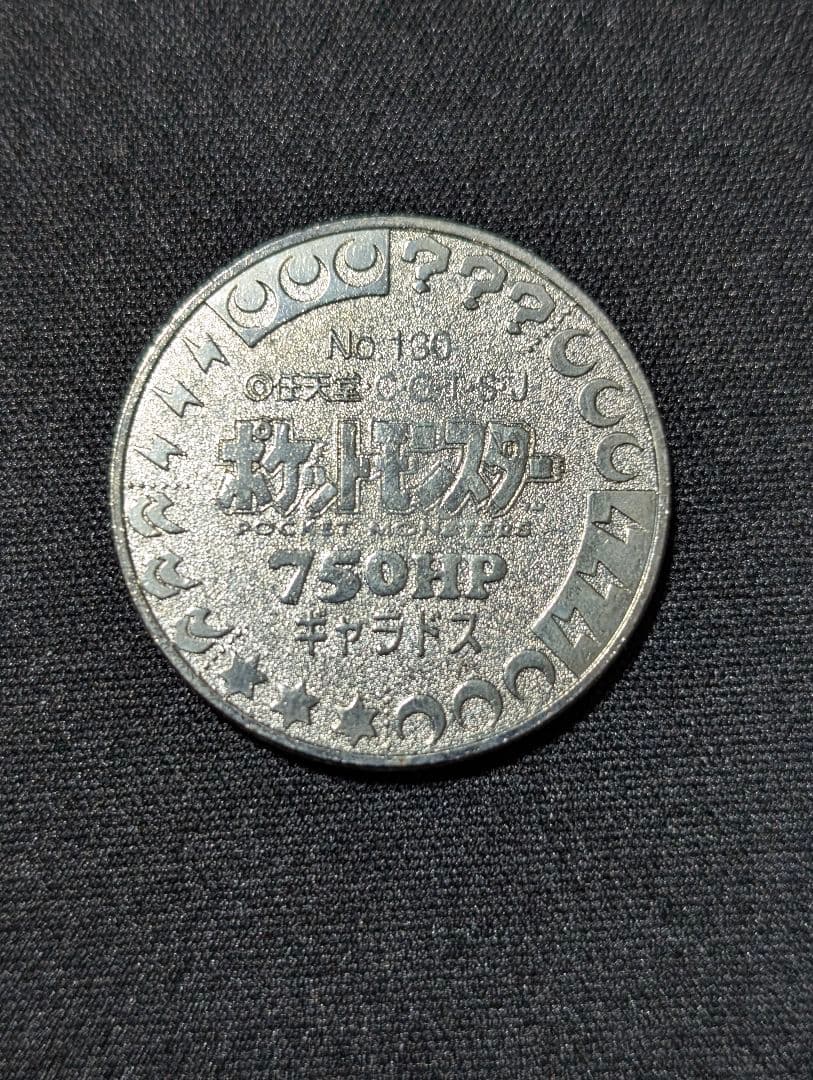 No.130
©任天堂・C・G・T・S・J
ポケットモンスター
POCKET MONSTERS
750HP
ギャラドス
???